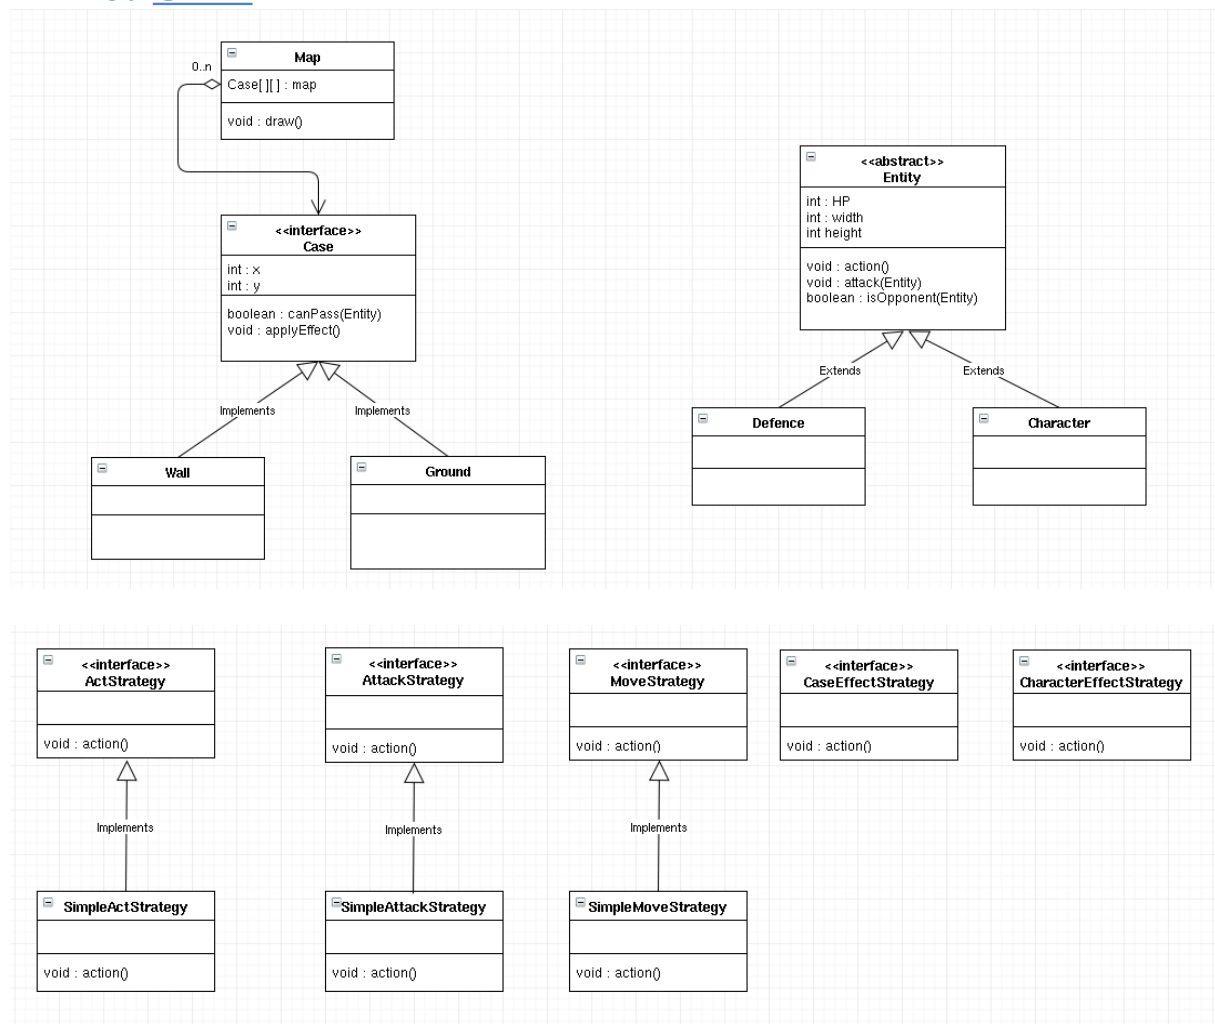 Map
0..n
Case[ ][ ] : map
void : draw()
<<interface>>
Case
int : x
int : y
boolean : canPass(Entity)
void : applyEffect()
Implements
Implements
Wall
Ground
<<abstract>>
Entity
int : HP
int : width
int height
void : action()
void : attack(Entity)
boolean : isOpponent(Entity)
Extends
Extends
Defence
Character
<<interface>>
ActStrategy
void : action()
Implements
SimpleActStrategy
void : action()
<<interface>>
AttackStrategy
void : action()
Implements
SimpleAttackStrategy
void : action()
<<interface>>
MoveStrategy
void : action()
Implements
SimpleMoveStrategy
void : action()
<<interface>>
CaseEffectStrategy
void : action()
<<interface>>
CharacterEffectStrategy
void : action()